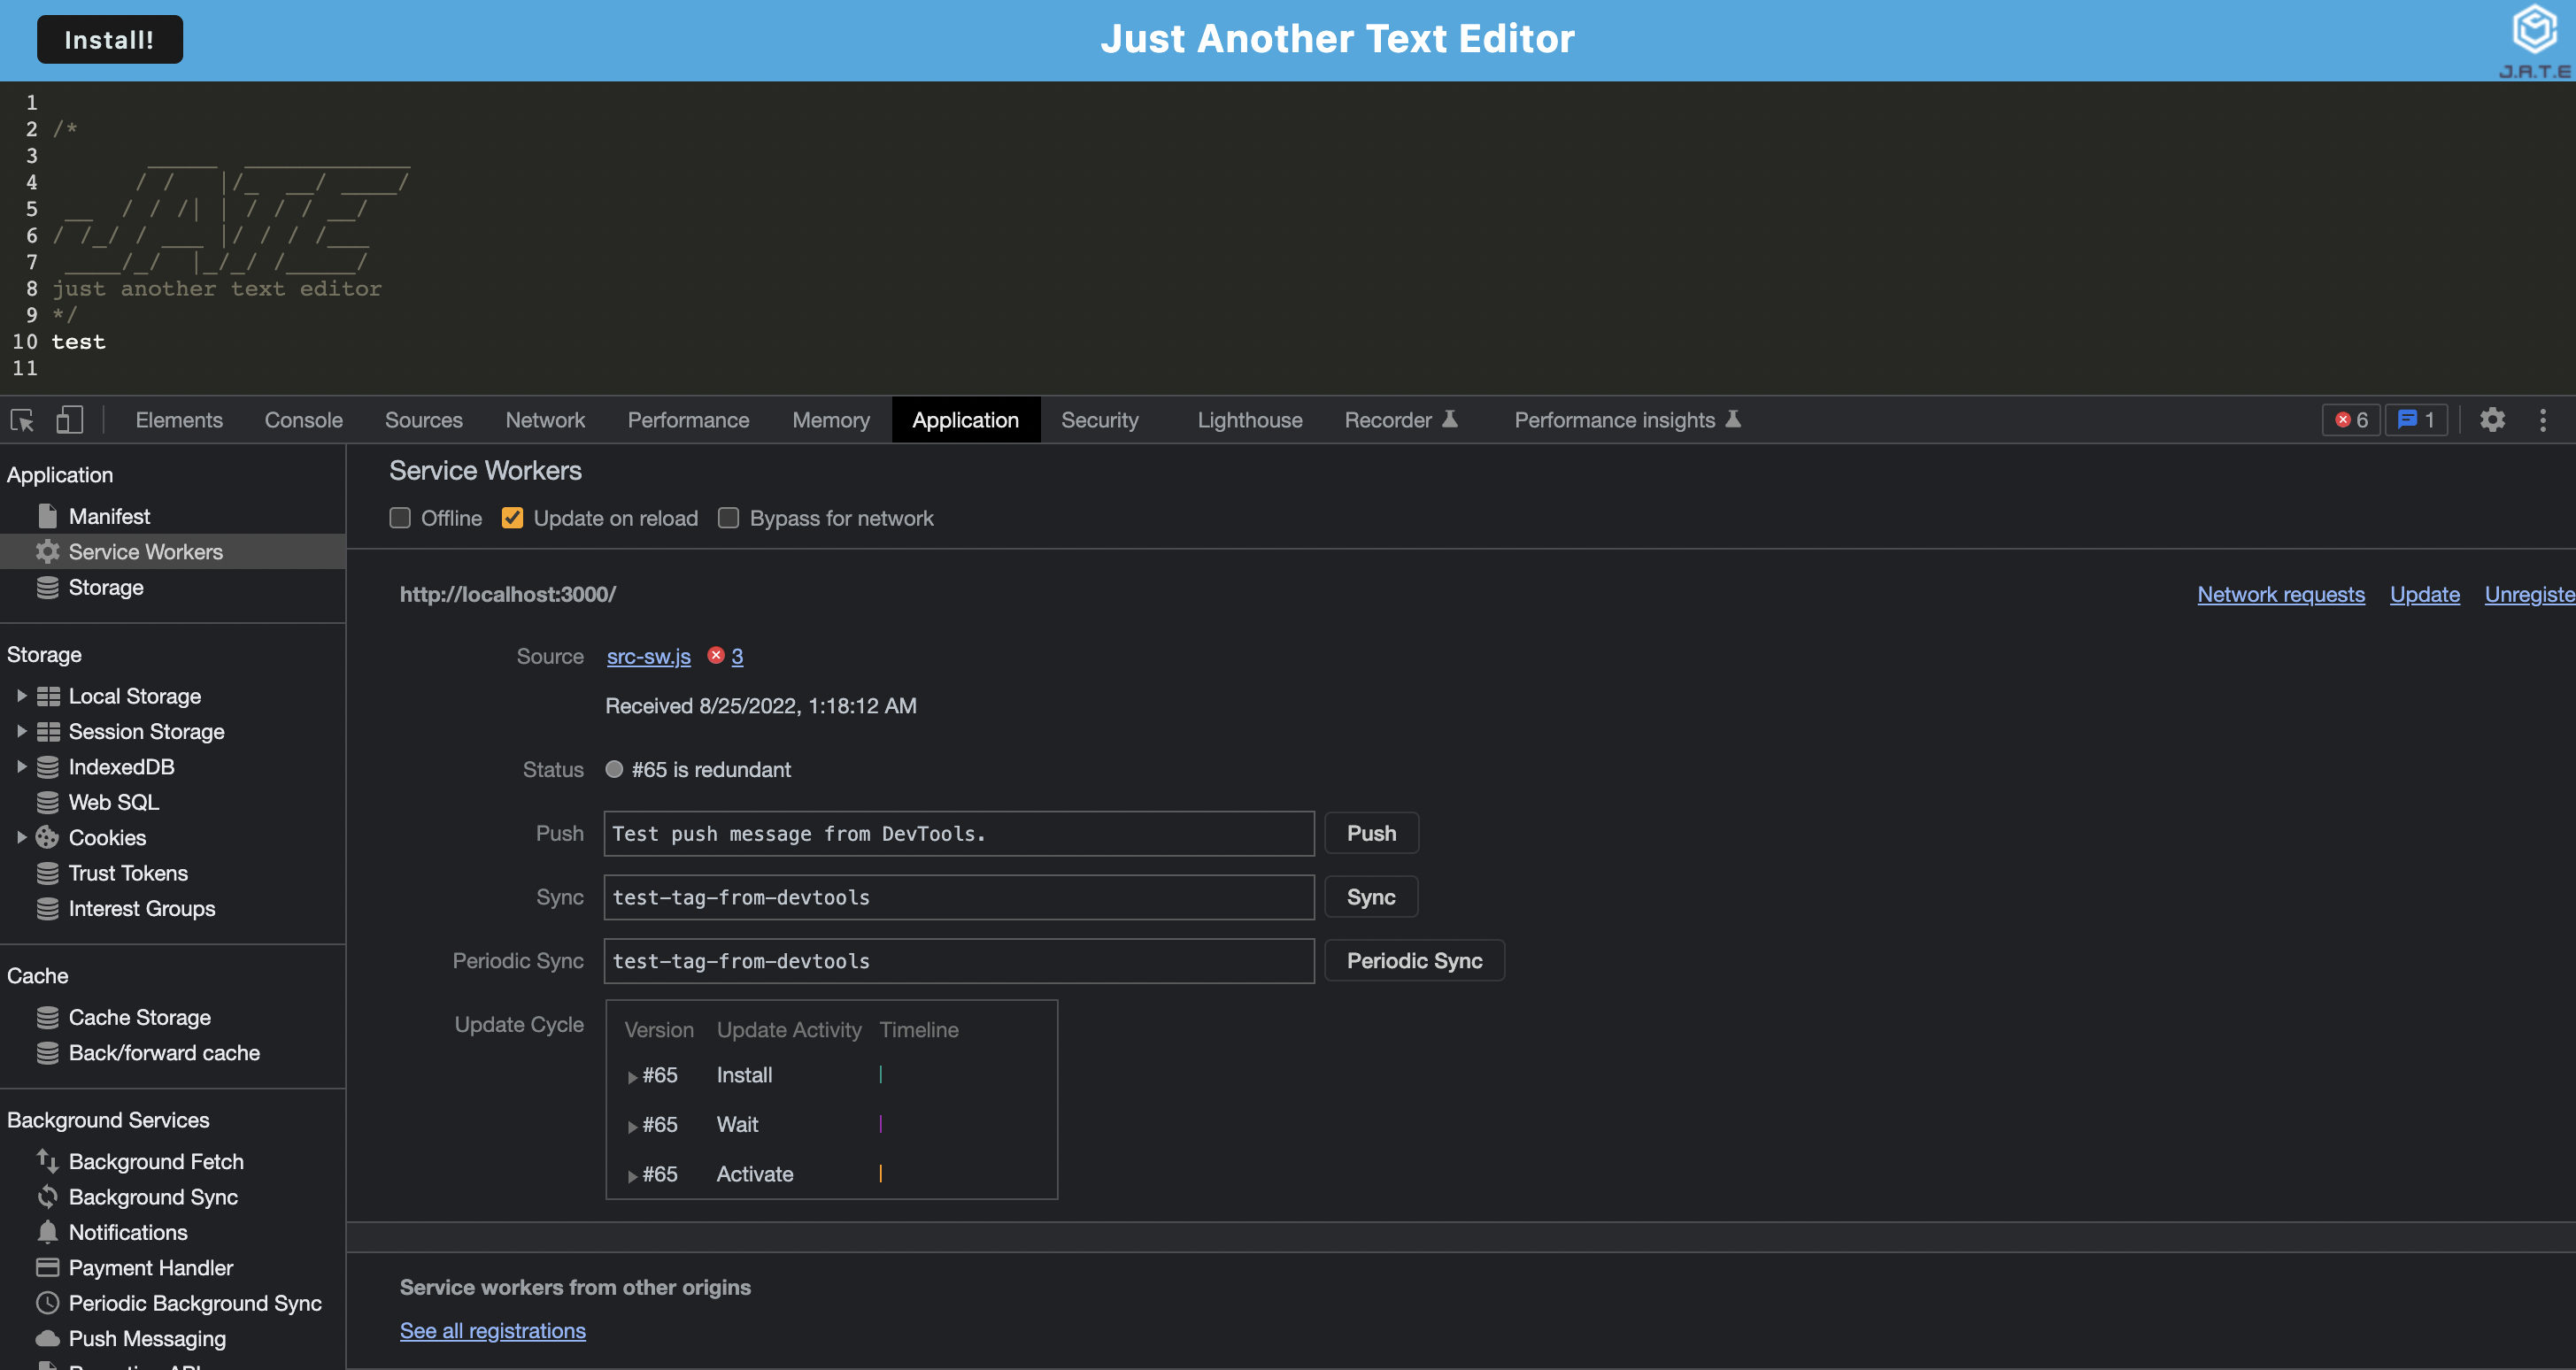 Install!
Just Another Text Editor
J.A.T.E
1
2 /*
3
4
5
6
7
8 just another text editor
9 */
10 test
11
Elements Console Sources Network Performance Memory Application Security Lighthouse Recorder Performance insights 6 1
Application
Manifest
Service Workers
Storage
Storage
Local Storage
Session Storage
IndexedDB
Web SQL
Cookies
Trust Tokens
Interest Groups
Cache
Cache Storage
Back/forward cache
Background Services
Background Fetch
Background Sync
Notifications
Payment Handler
Periodic Background Sync
Push Messaging
Service Workers
Offline Update on reload Bypass for network
http://localhost:3000/ Network requests Update Unregiste
Source src-sw.js 3
Received 8/25/2022, 1:18:12 AM
Status #65 is redundant
Push Test push message from DevTools. Push
Sync test-tag-from-devtools Sync
Periodic Sync test-tag-from-devtools Periodic Sync
Update Cycle Version Update Activity Timeline
#65 Install
#65 Wait
#65 Activate
Service workers from other origins
See all registrations